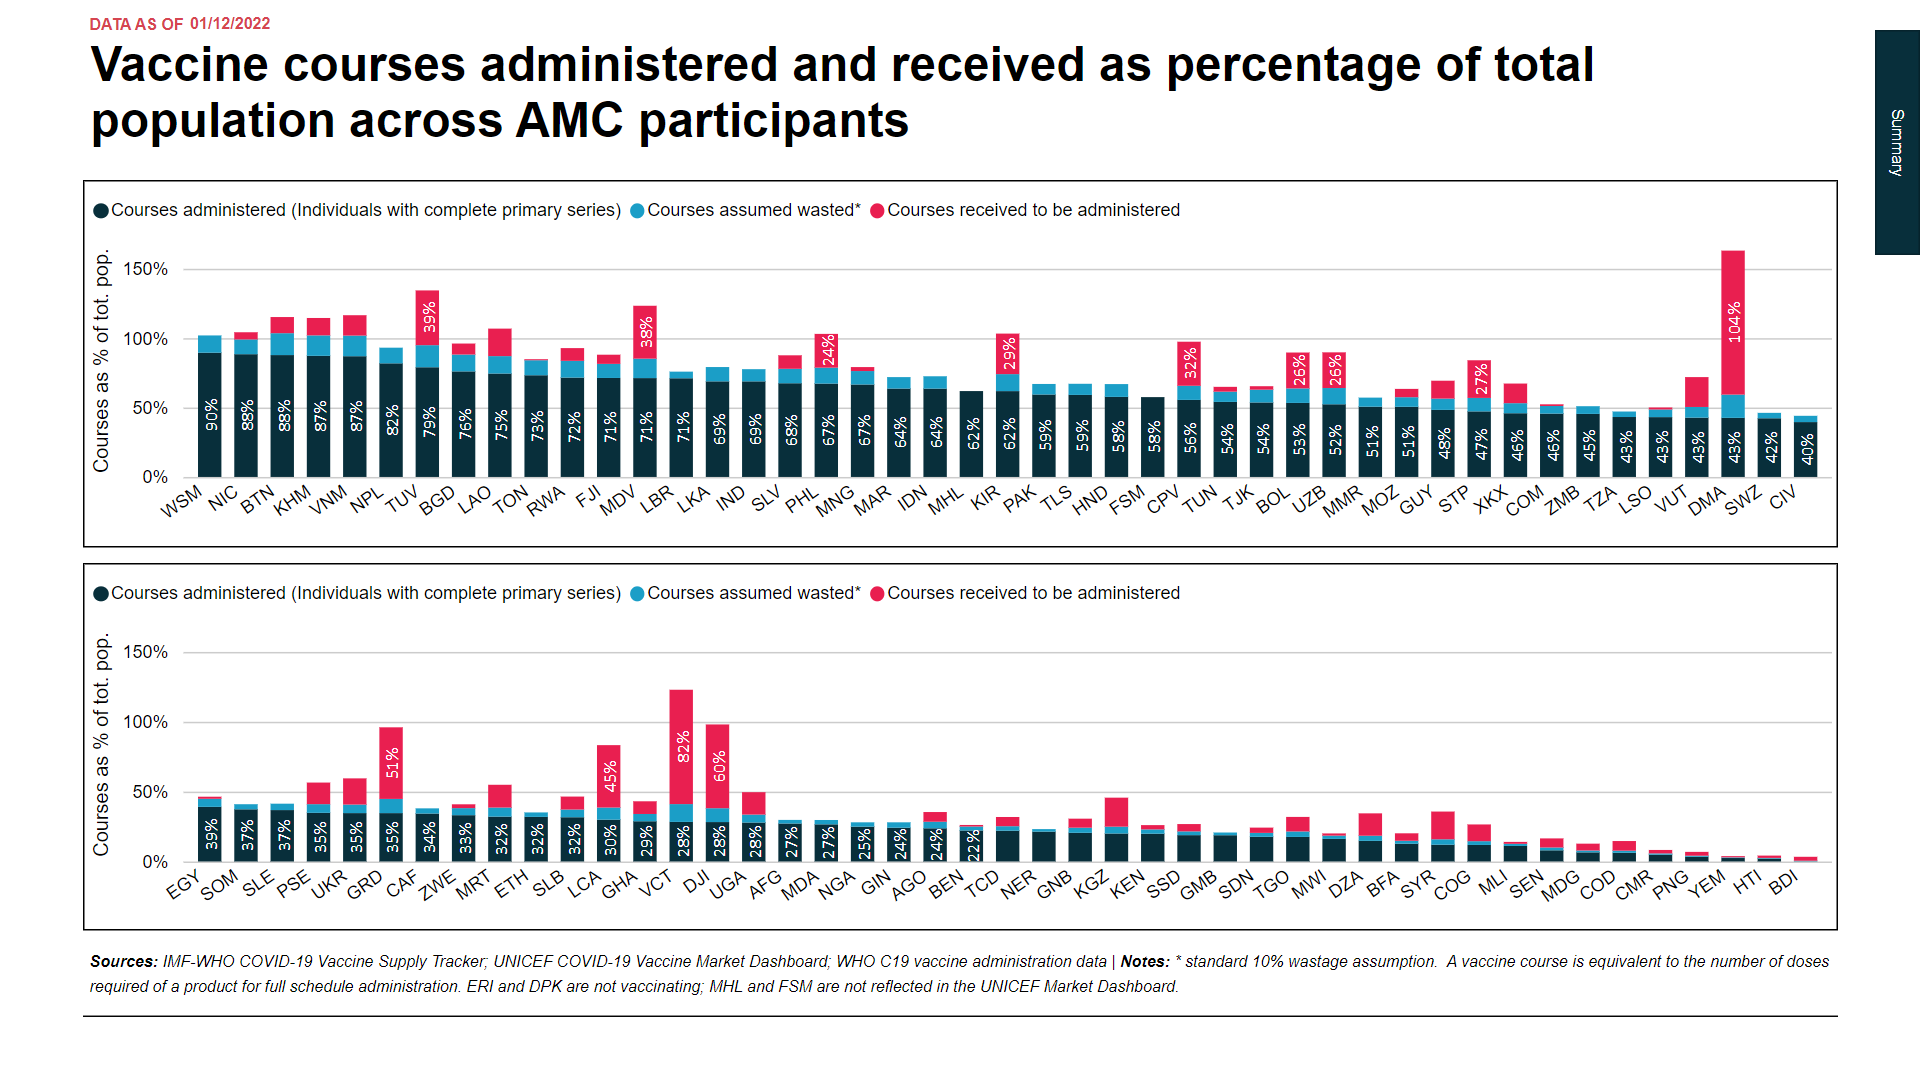 DATA AS OF 01/12/2022
Vaccine courses administered and received as percentage of total
population across AMC participants
Summary
Courses administered (Individuals with complete primary series) Courses assumed wasted* Courses received to be administered
Courses as % of tot. pop.
150%
100%
50%
0%
39% 38% 24% 29% 32% 26% 26% 27% 104%
90% 88% 88% 87% 87% 82% 79% 76% 75% 73% 72% 71% 71% 71% 69% 69% 68% 67% 67% 64% 64% 62% 62% 59% 59% 58% 58% 56% 54% 54% 53% 52% 51% 51% 48% 47% 46% 46% 45% 43% 43% 43% 43% 42% 40%
WSM NIC BTN KHM VNM NPL TUV BGD LAO TON RWA FJI MDV LBR LKA IND SLV PHL MNG MAR IDN MHL KIR PAK TLS HND FSM CPV TUN TJK BOL UZB MMR MOZ GUY STP XKX COM ZMB TZA LSO VUT DMA SWZ CIV
Courses administered (Individuals with complete primary series) Courses assumed wasted* Courses received to be administered
Courses as % of tot. pop.
150%
100%
50%
0%
51% 45% 82% 60%
39% 37% 37% 35% 35% 35% 34% 33% 32% 32% 32% 30% 29% 28% 28% 28% 27% 27% 25% 24% 24% 22%
EGY SOM SLE PSE UKR GRD CAF ZWE MRT ETH SLB LCA GHA VCT DJI UGA AFG MDA NGA GIN AGO BEN TCD NER GNB KGZ KEN SSD GMB SDN TGO MWI DZA BFA SYR COG MLI SEN MDG COD CMR PNG YEM HTI BDI
Sources: IMF-WHO COVID-19 Vaccine Supply Tracker; UNICEF COVID-19 Vaccine Market Dashboard; WHO C19 vaccine administration data | Notes: * standard 10% wastage assumption. A vaccine course is equivalent to the number of doses
required of a product for full schedule administration. ERI and DPK are not vaccinating; MHL and FSM are not reflected in the UNICEF Market Dashboard.